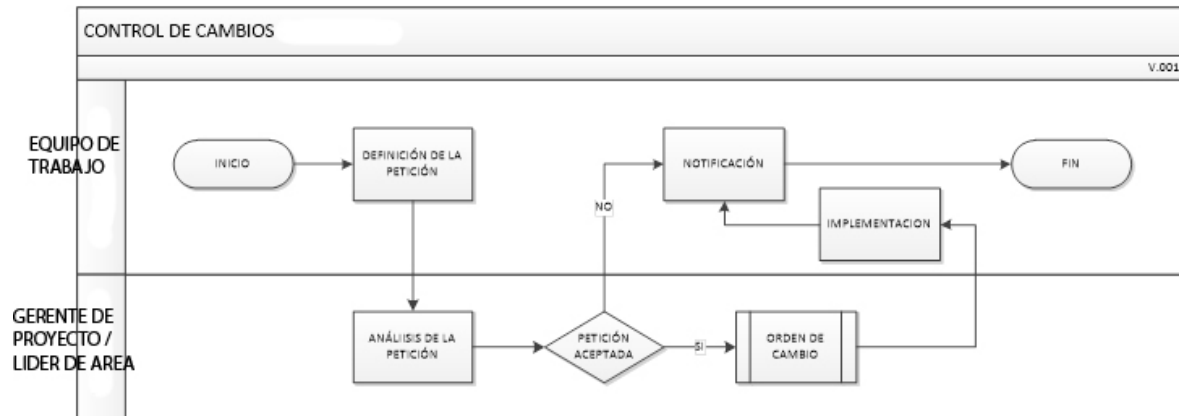 CONTROL DE CAMBIOS
V.001
EQUIPO DE
TRABAJO
INICIO
DEFINICIÓN DE LA
PETICIÓN
NOTIFICACIÓN
FIN
NO
IMPLEMENTACION
GERENTE DE
PROYECTO /
LIDER DE AREA
ANÁLIISIS DE LA
PETICIÓN
PETICIÓN
ACEPTADA
SI
ORDEN DE
CAMBIO